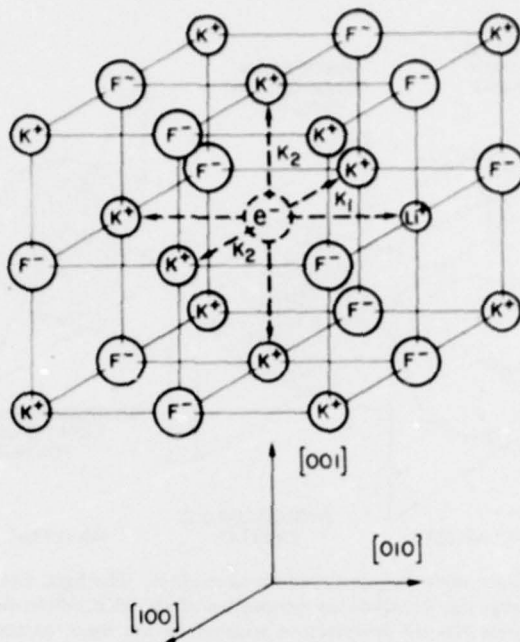 K+ F- K+
F- K+ F-
K+ F- K+
F- K2 K+ F-
K1
K+ e- Li+
K2
F- K+ F-
K+ F- K+
F- K+ F-
K+ F- K+
[001]
[010]
[100]